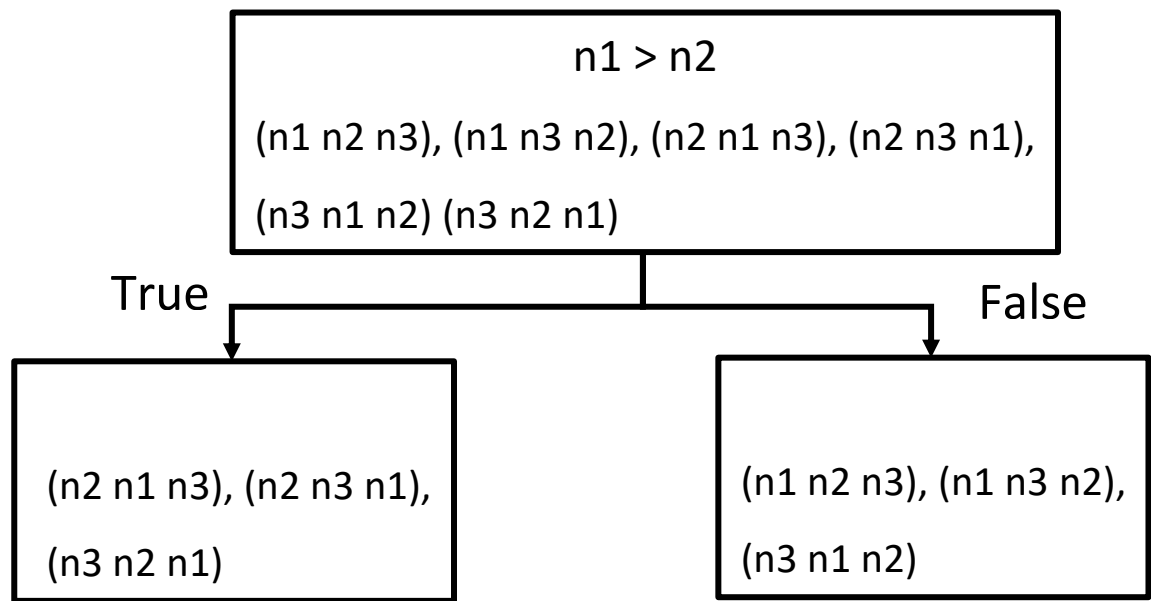 n1 > n2
(n1 n2 n3), (n1 n3 n2), (n2 n1 n3), (n2 n3 n1),
(n3 n1 n2) (n3 n2 n1)
True
False
(n2 n1 n3), (n2 n3 n1),
(n3 n2 n1)
(n1 n2 n3), (n1 n3 n2),
(n3 n1 n2)